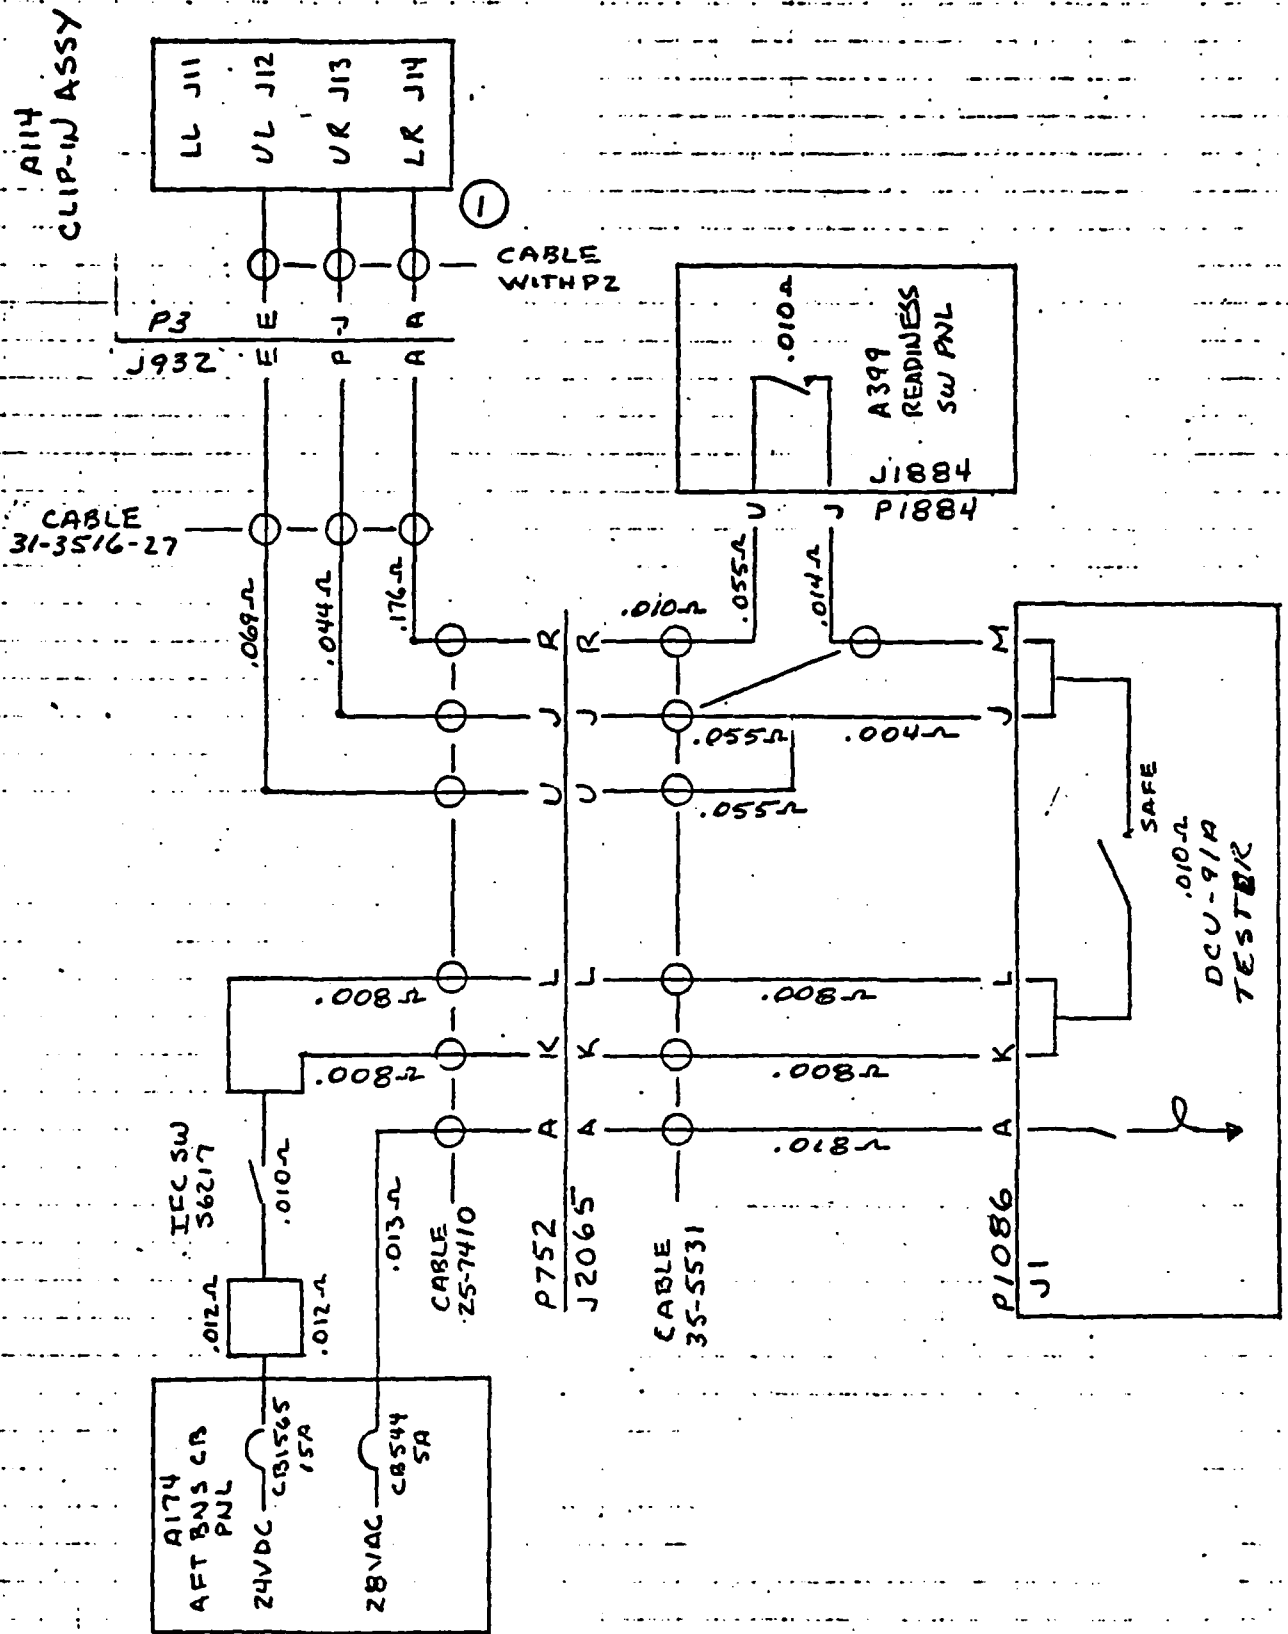 A114
CLIP-IN ASSY
LL J11
UL J12
UR J13
LR J14
1
CABLE
WITH P2
P3
E
P-J
A
J932
E
P
A
.010Ω
A399
READINESS
SW PNL
J1884
P1884
U
J
CABLE
31-3516-27
.069Ω
.044Ω
.176Ω
.055Ω
.014Ω
.010Ω
R
R
M
J
J
J
.055Ω
.004Ω
U
U
.055Ω
SAFE
.010Ω
DCU-91A
TESTER
L
L
L
.008Ω
.008Ω
K
K
K
.008Ω
.008Ω
A
A
A
.018Ω
IFC SW
S6217
.010Ω
.013Ω
CABLE
25-7410
P752
J2065
CABLE
35-5531
P1086
J1
.012Ω
.012Ω
A174
AFT BNS CB
PNL
24VDC
CB1565
15A
28VAC
CB544
5A